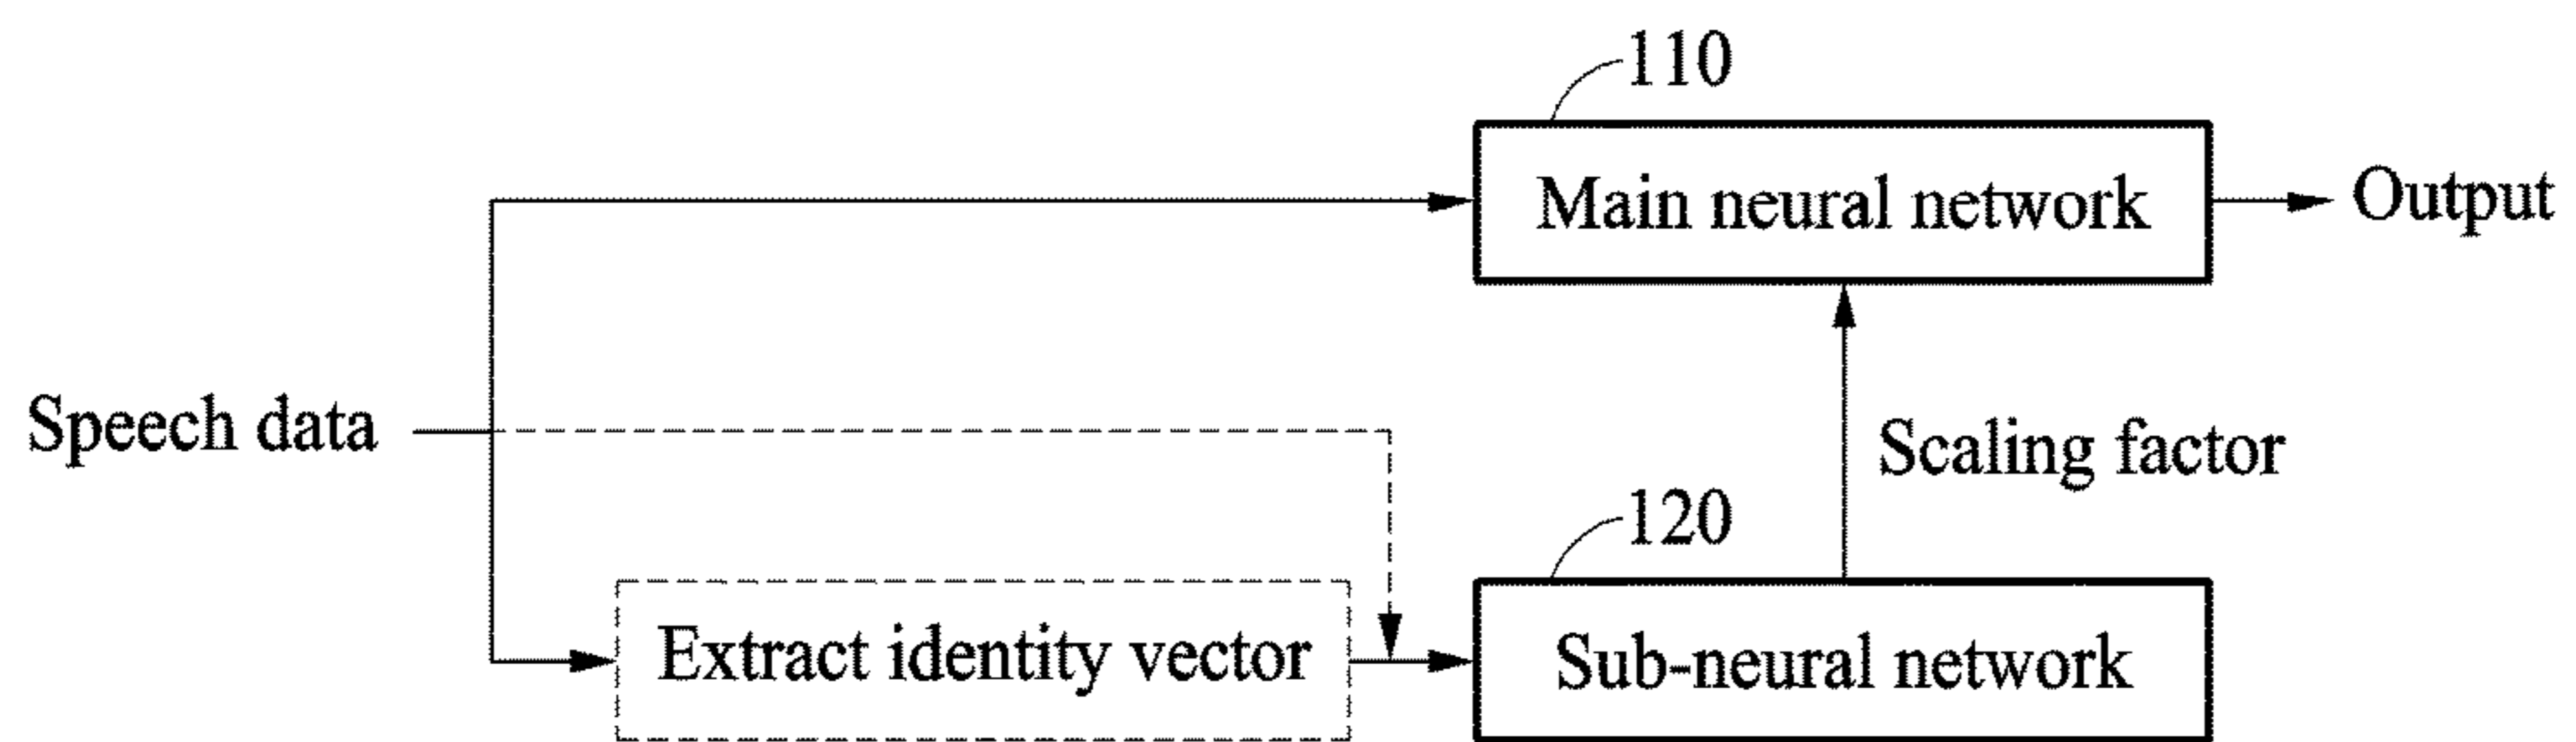 110
Main neural network
Output
Speech data
Scaling factor
120
Extract identity vector
Sub-neural network